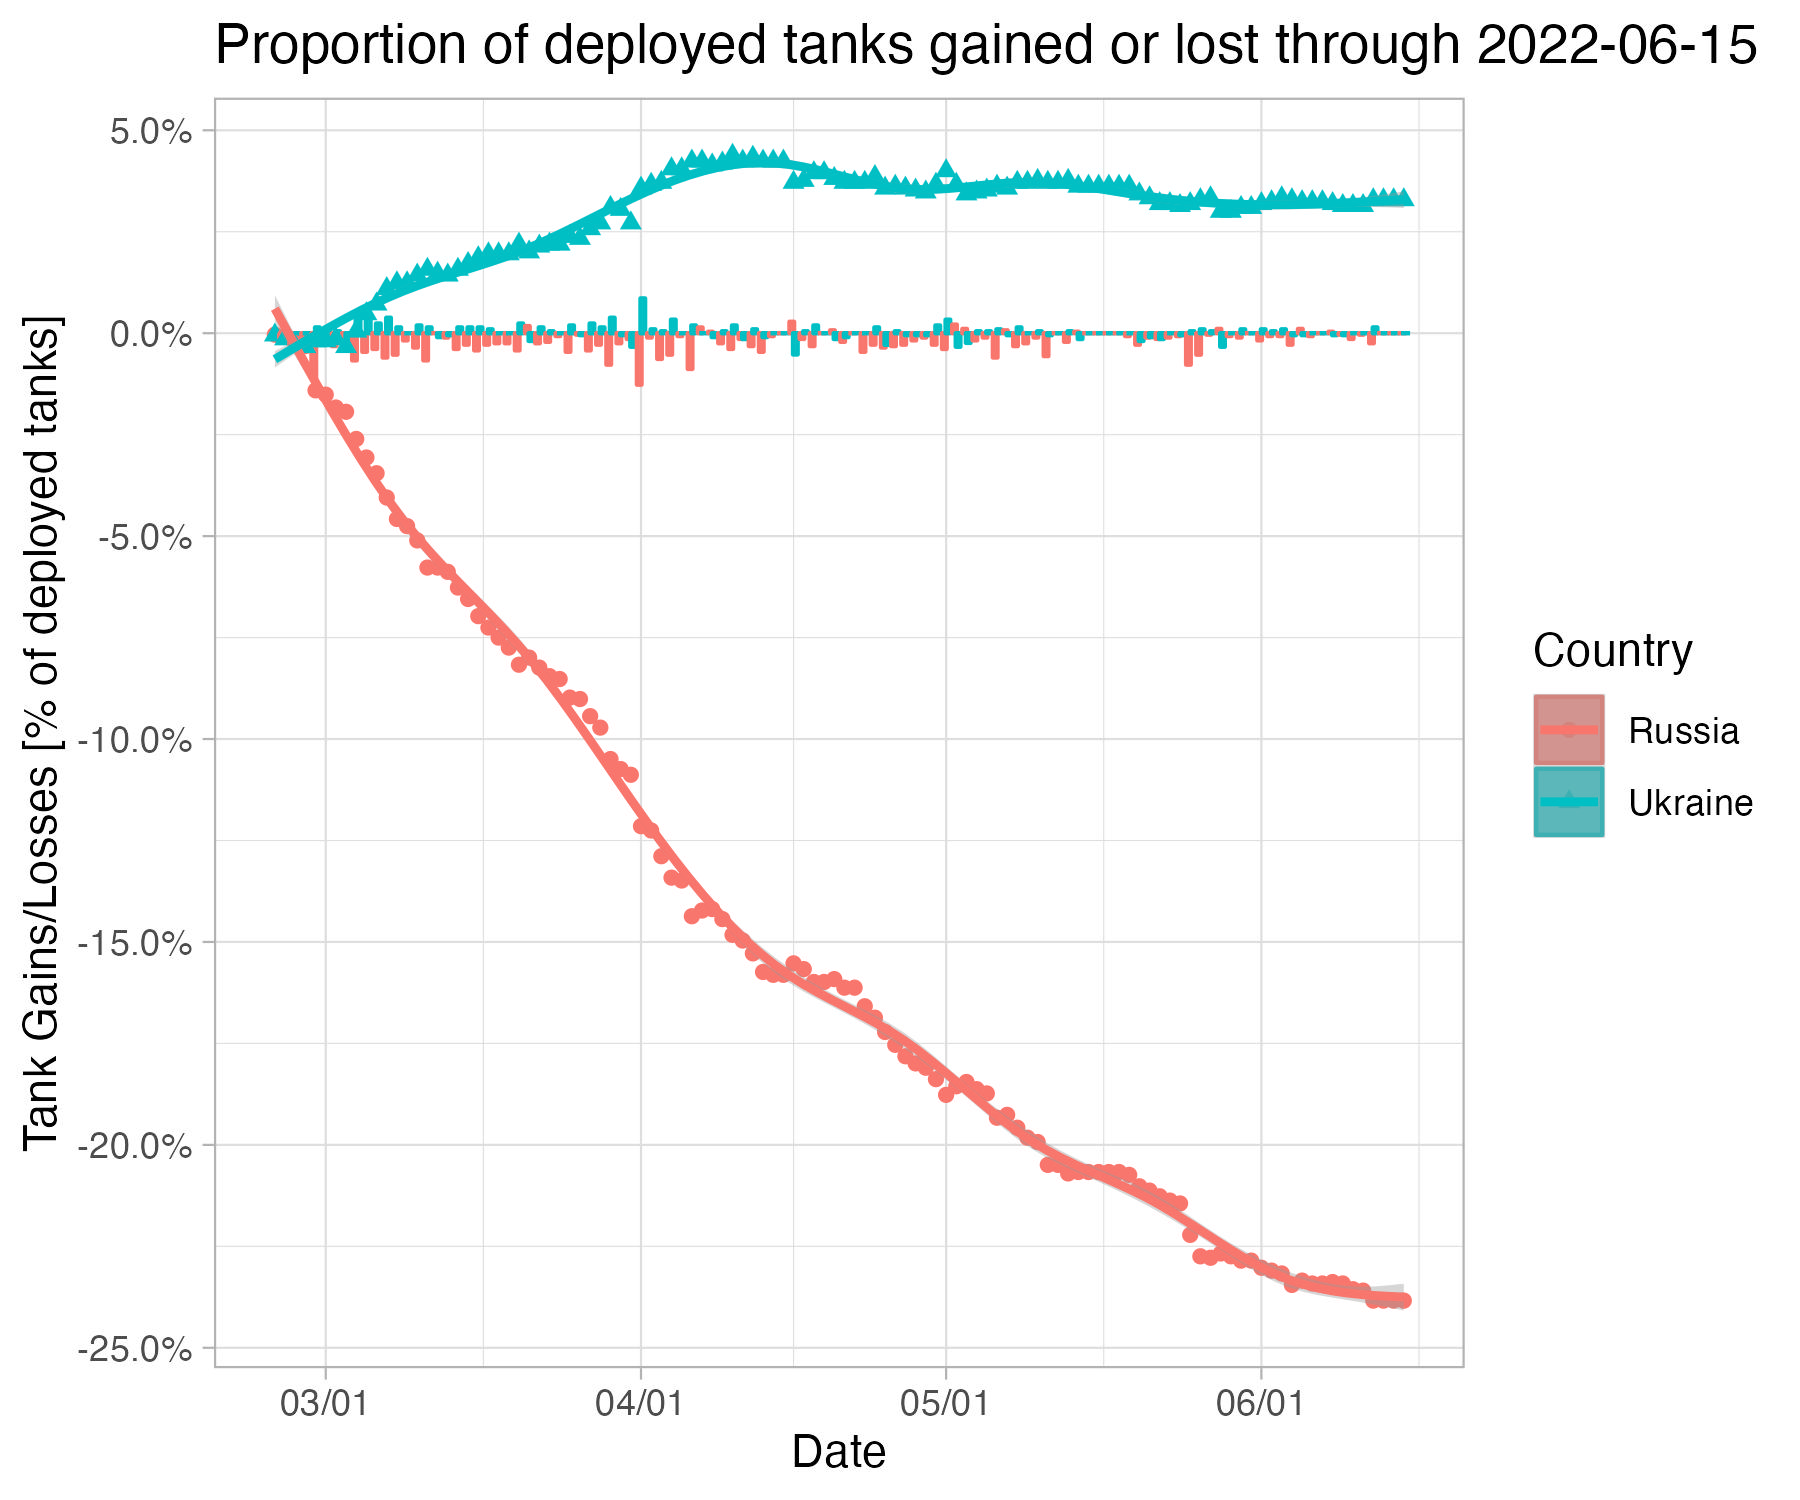 Proportion of deployed tanks gained or lost through 2022-06-15
Tank Gains/Losses [% of deployed tanks]
5.0%
0.0%
-5.0%
-10.0%
-15.0%
-20.0%
-25.0%
03/01
04/01
05/01
06/01
Date
Country
Russia
Ukraine